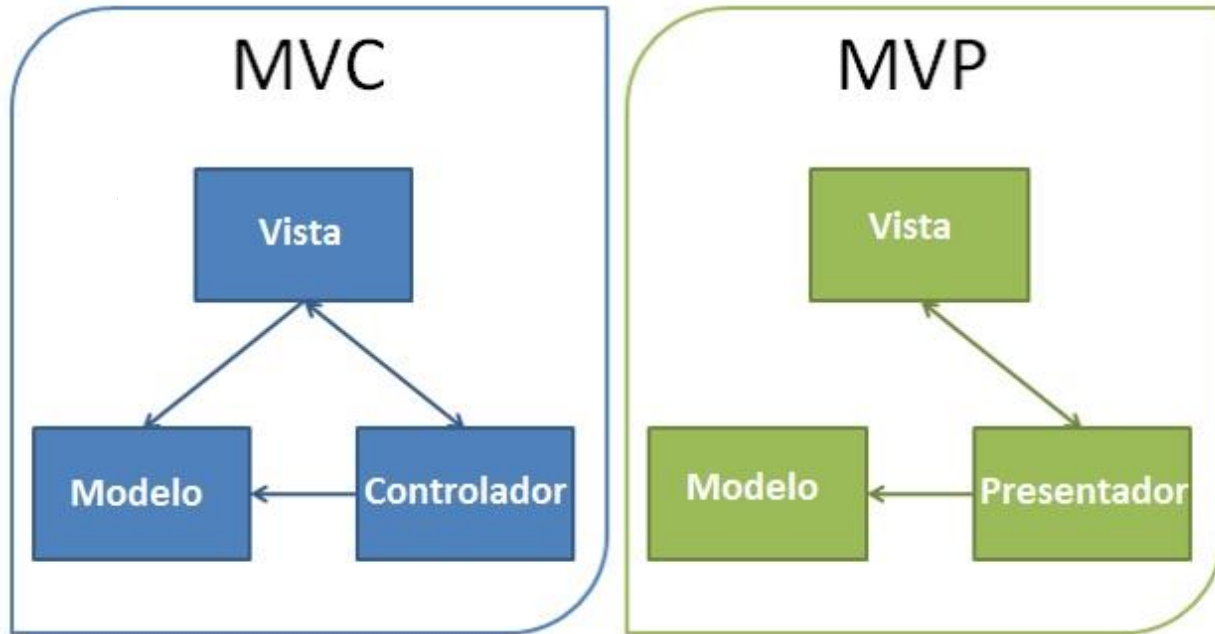 MVC
Vista
Modelo
Controlador
MVP
Vista
Modelo
Presentador